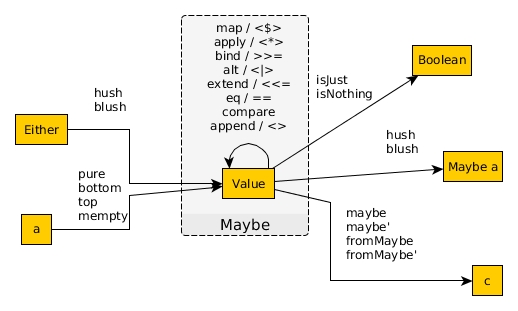 map / <$>
apply / <*>
bind / >>=
alt / <|>
extend / <<=
eq / ==
compare
append / <>
Boolean
isJust
isNothing
hush
blush
Either
hush
blush
Maybe a
pure
bottom
top
mempty
Value
a
Maybe
maybe
maybe'
fromMaybe
fromMaybe'
c